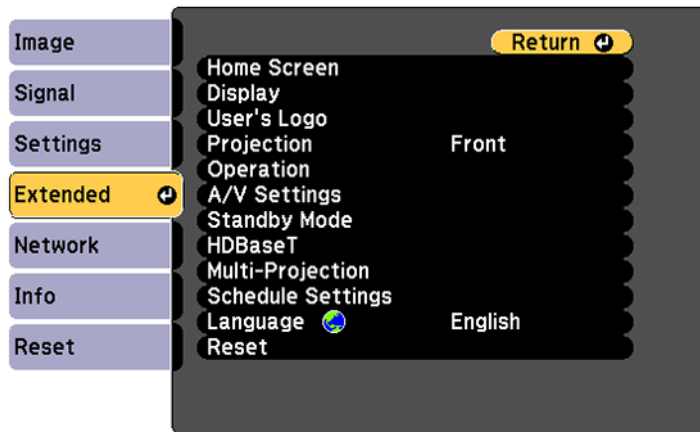 Image
Signal
Settings
Extended
Network
Info
Reset
Return
Home Screen
Display
User's Logo
Projection Front
Operation
A/V Settings
Standby Mode
HDBaseT
Multi-Projection
Schedule Settings
Language English
Reset